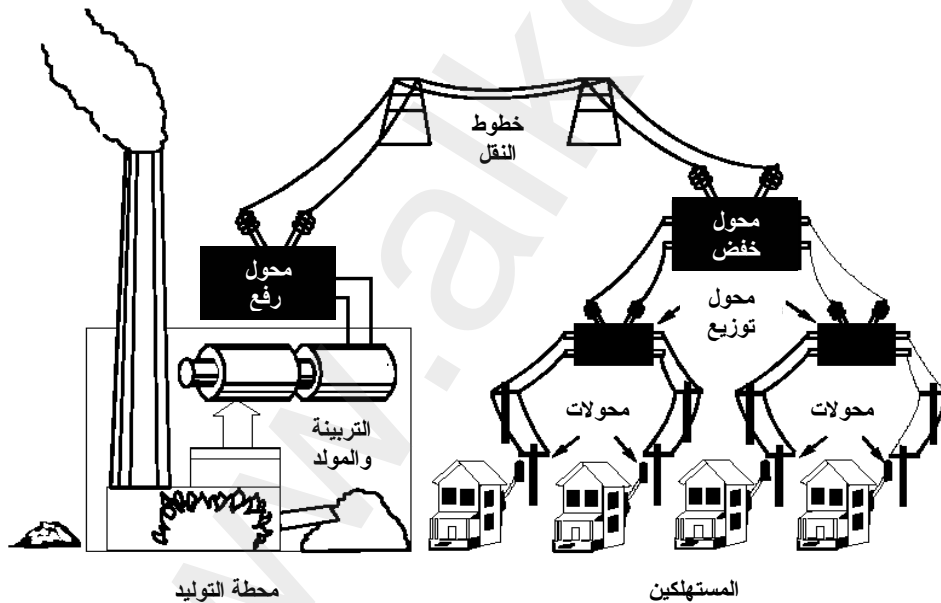 خطوط
النقل
محول
خفض
محول
رفع
محول
توزيع
محولات
محولات
التربينة
والمولد
محطة التوليد
المستهلكين